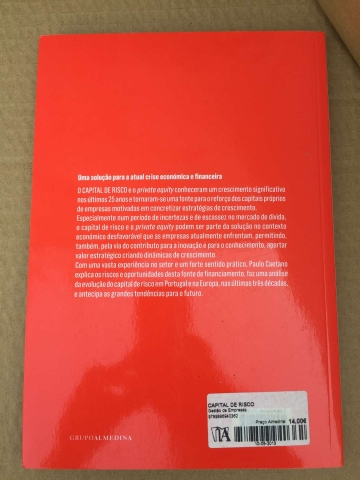 Uma solução para a atual crise económica e financeira
O CAPITAL DE RISCO e o private equity conheceram um crescimento significativo
nos últimos 25 anos e tornaram-se uma fonte para o reforço dos capitais próprios
de empresas motivadas em concretizar estratégias de crescimento.
Especialmente num período de incertezas e de escassez no mercado de dívida,
o capital de risco e o private equity podem ser parte da solução no contexto
económico desfavorável que as empresas atualmente enfrentam, permitindo,
também, pela via do contributo para a inovação e para o conhecimento, aportar
valor estratégico criando dinâmicas de crescimento.
Com uma vasta experiência no setor e um forte sentido prático, Paulo Caetano
explica os riscos e oportunidades desta fonte de financiamento, faz uma análise
da evolução do capital de risco em Portugal e na Europa, nas últimas três décadas,
e antecipa as grandes tendências para o futuro.
CAPITAL DE RISCO
Gestão de Empresas
Preço Almedina 14,00€
GRUPOALMEDINA